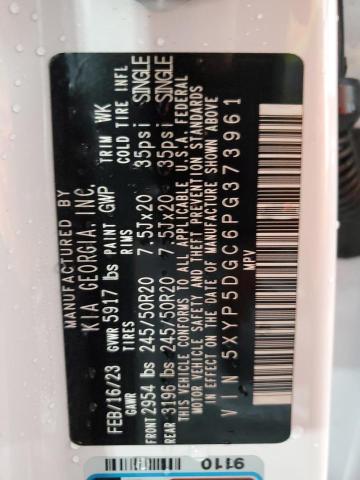 MANUFACTURED BY
KIA GEORGIA, INC.
FEB/16/23 GVWR 5917 lbs PAINT GWP TRIM WK
GAWR TIRES RIMS COLD TIRE INFL
FRONT 2954 lbs 245/50R20 7.5Jx20 35psi SINGLE
REAR 3196 lbs 245/50R20 7.5Jx20 35psi SINGLE
THIS VEHICLE CONFORMS TO ALL APPLICABLE U.S.A. FEDERAL
MOTOR VEHICLE SAFETY AND THEFT PREVENTION STANDARDS
IN EFFECT ON THE DATE OF MANUFACTURE SHOWN ABOVE
VIN 5XYP5DGC6PG373961
MPV
9110